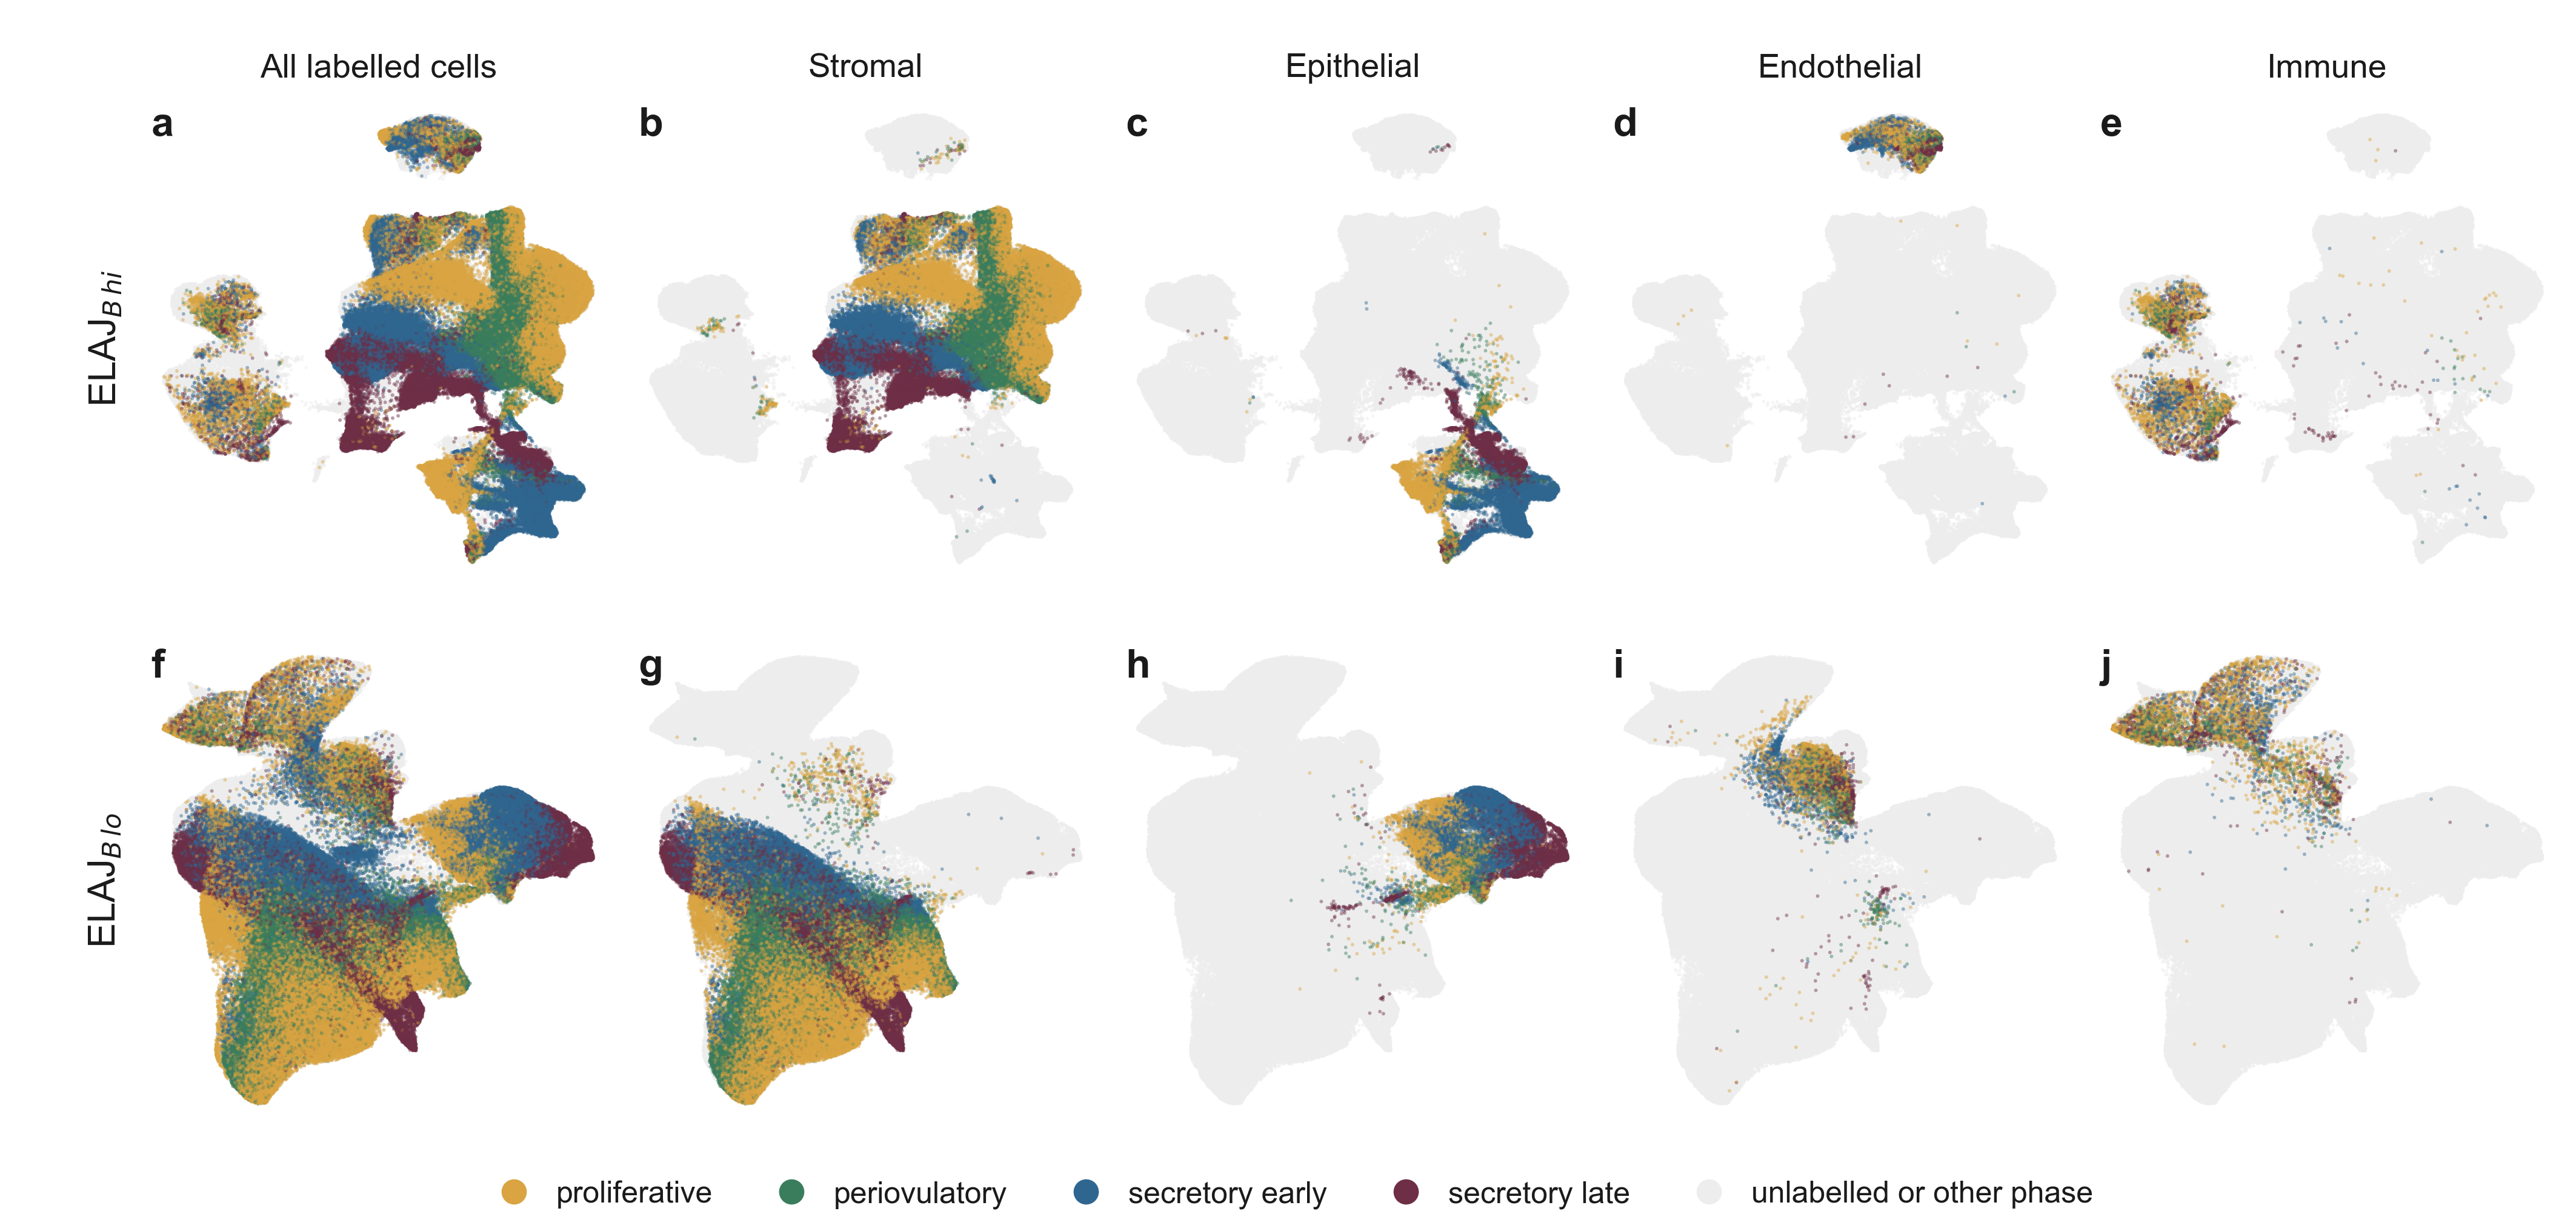 All labelled cells Stromal Epithelial Endothelial Immune
a b c d e
ELAJB hi
f g h i j
ELAJB lo
proliferative periovulatory secretory early secretory late unlabelled or other phase